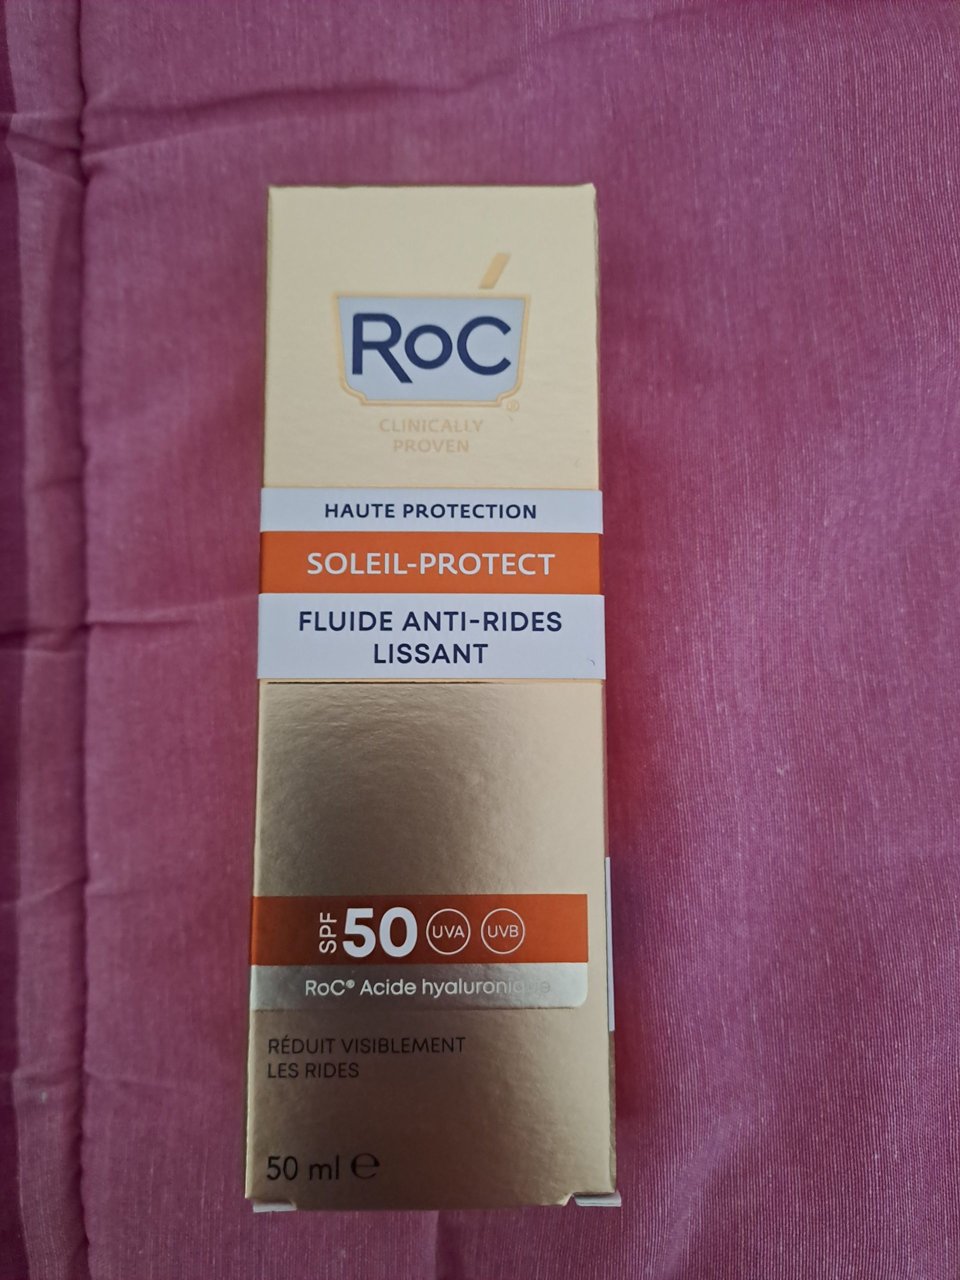 RoC®
CLINICALLY
PROVEN
HAUTE PROTECTION
SOLEIL-PROTECT
FLUIDE ANTI-RIDES
LISSANT
SPF 50 UVA UVB
RoC® Acide hyaluronique
RÉDUIT VISIBLEMENT
LES RIDES
50 ml ℮